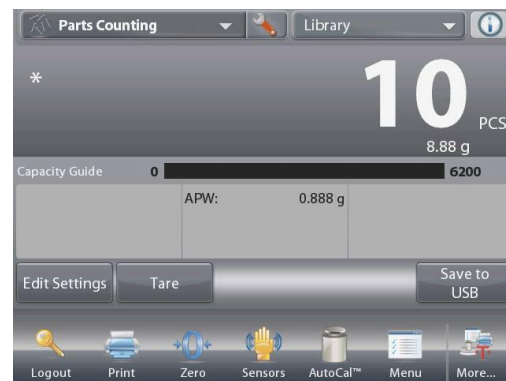 Parts Counting Library
*
10 PCS
8.88 g
Capacity Guide 0 6200
APW: 0.888 g
Edit Settings Tare Save to USB
Logout Print Zero Sensors AutoCal™ Menu More...